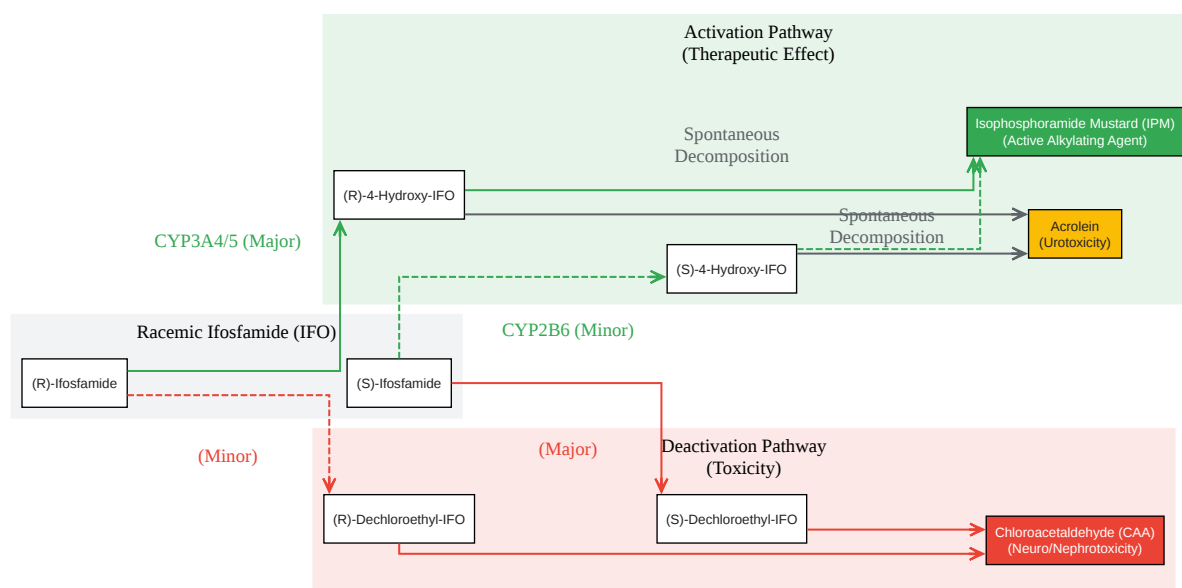 Activation Pathway
(Therapeutic Effect)
Isophosphoramide Mustard (IPM)
(Active Alkylating Agent)
Spontaneous
Decomposition
(R)-4-Hydroxy-IFO
Spontaneous
Decomposition
Acrolein
(Urotoxicity)
CYP3A4/5 (Major)
(S)-4-Hydroxy-IFO
Racemic Ifosfamide (IFO)
CYP2B6 (Minor)
(R)-Ifosfamide
(S)-Ifosfamide
(Minor)
(Major)
Deactivation Pathway
(Toxicity)
(R)-Dechloroethyl-IFO
(S)-Dechloroethyl-IFO
Chloroacetaldehyde (CAA)
(Neuro/Nephrotoxicity)